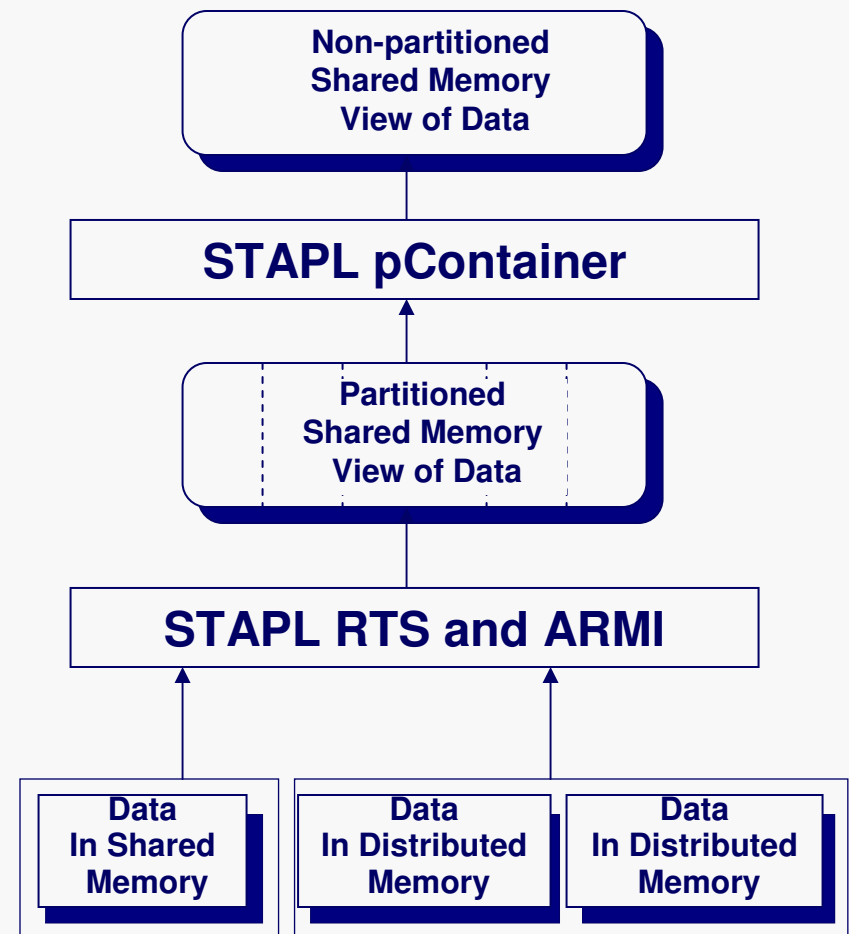 Non-partitioned
Shared Memory
View of Data
STAPL pContainer
Partitioned
Shared Memory
View of Data
STAPL RTS and ARMI
Data
In Shared
Memory
Data
In Distributed
Memory
Data
In Distributed
Memory